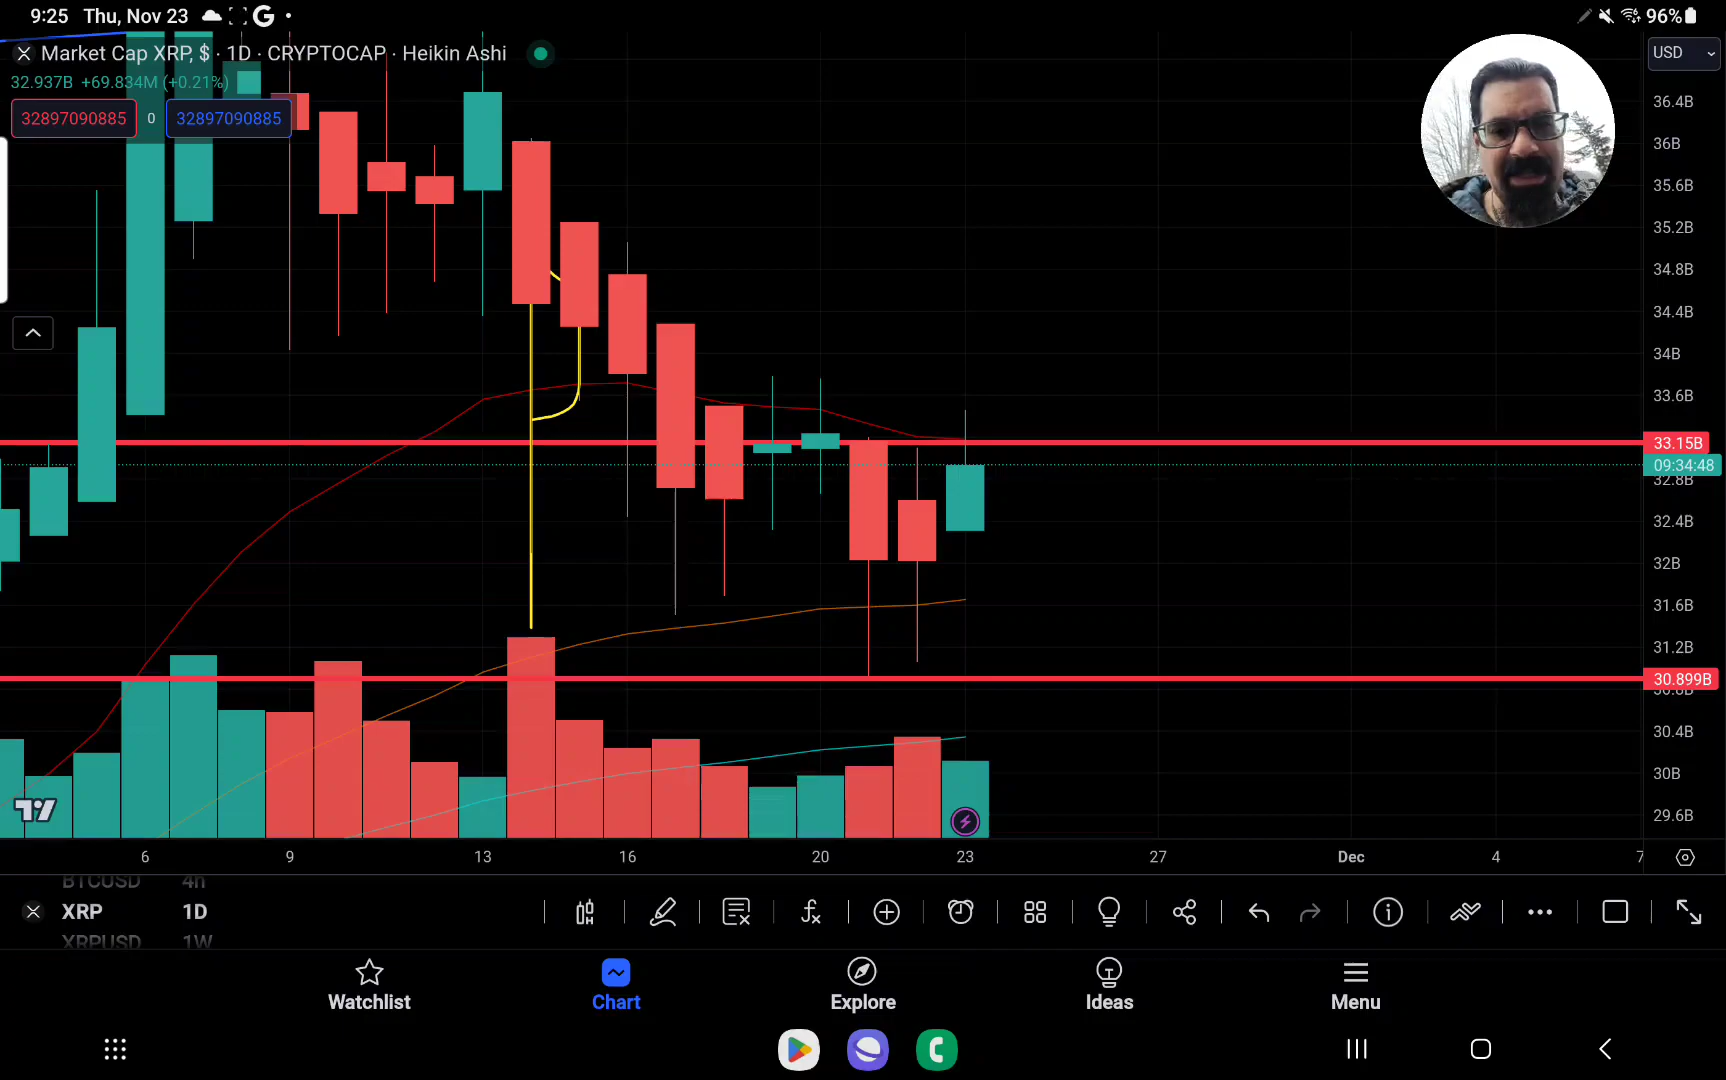 9:25 Thu, Nov 23 96%
Market Cap XRP, $ · 1D · CRYPTOCAP · Heikin Ashi
USD
32.937B +69.834M (+0.21%)
32897090885 0 32897090885
36.4B
36B
35.6B
35.2B
34.8B
34.4B
34B
33.6B
33.15B
09:34:48
32.8B
32.4B
32B
31.6B
31.2B
30.899B
30.8B
30.4B
30B
29.6B
6 9 13 16 20 23 27 Dec 4 7
BTCUSD 4h
XRP 1D
XRPUSD 1W
Watchlist Chart Explore Ideas Menu